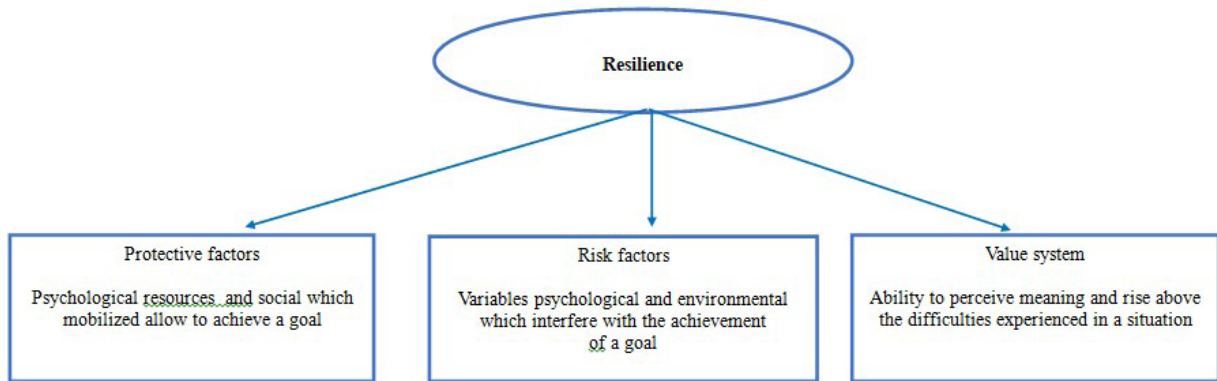 Resilience
Protective factors
Psychological resources and social which
mobilized allow to achieve a goal
Risk factors
Variables psychological and environmental
which interfere with the achievement
of a goal
Value system
Ability to perceive meaning and rise above
the difficulties experienced in a situation